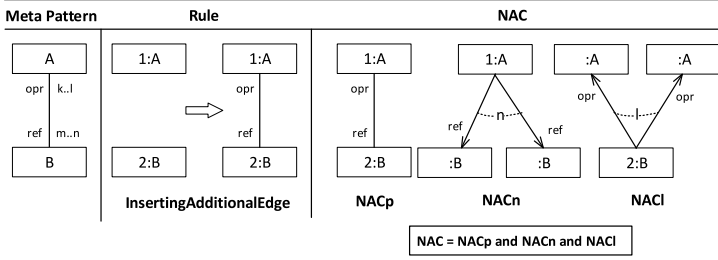 Meta Pattern Rule NAC
A 1:A 1:A 1:A 1:A :A :A
opr k..l opr opr opr opr
n l
ref m..n ref ref ref ref
B 2:B 2:B 2:B :B :B 2:B
InsertingAdditionalEdge NACp NACn NACl
NAC = NACp and NACn and NACl